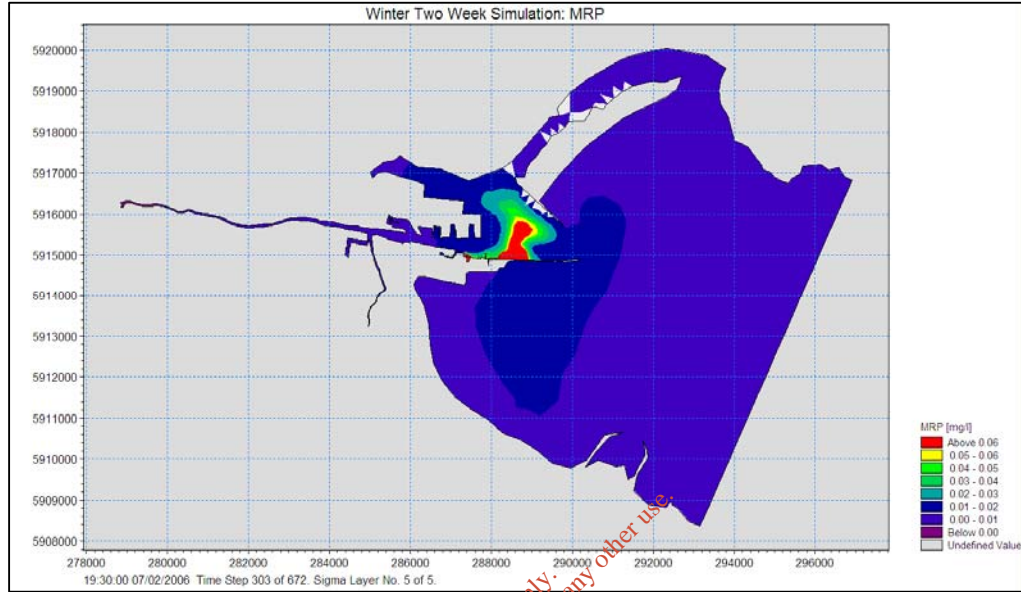 Winter Two Week Simulation: MRP
5920000
5919000
5918000
5917000
5916000
5915000
5914000
5913000
5912000
5911000
5910000
5909000
5908000
278000 280000 282000 284000 286000 288000 290000 292000 294000 296000
19:30:00 07/02/2006 Time Step 303 of 672. Sigma Layer No. 5 of 5.
MRP [mg/l]
Above 0.06
0.05 - 0.06
0.04 - 0.05
0.03 - 0.04
0.02 - 0.03
0.01 - 0.02
0.00 - 0.01
Below 0.00
Undefined Value
only.
any other use.